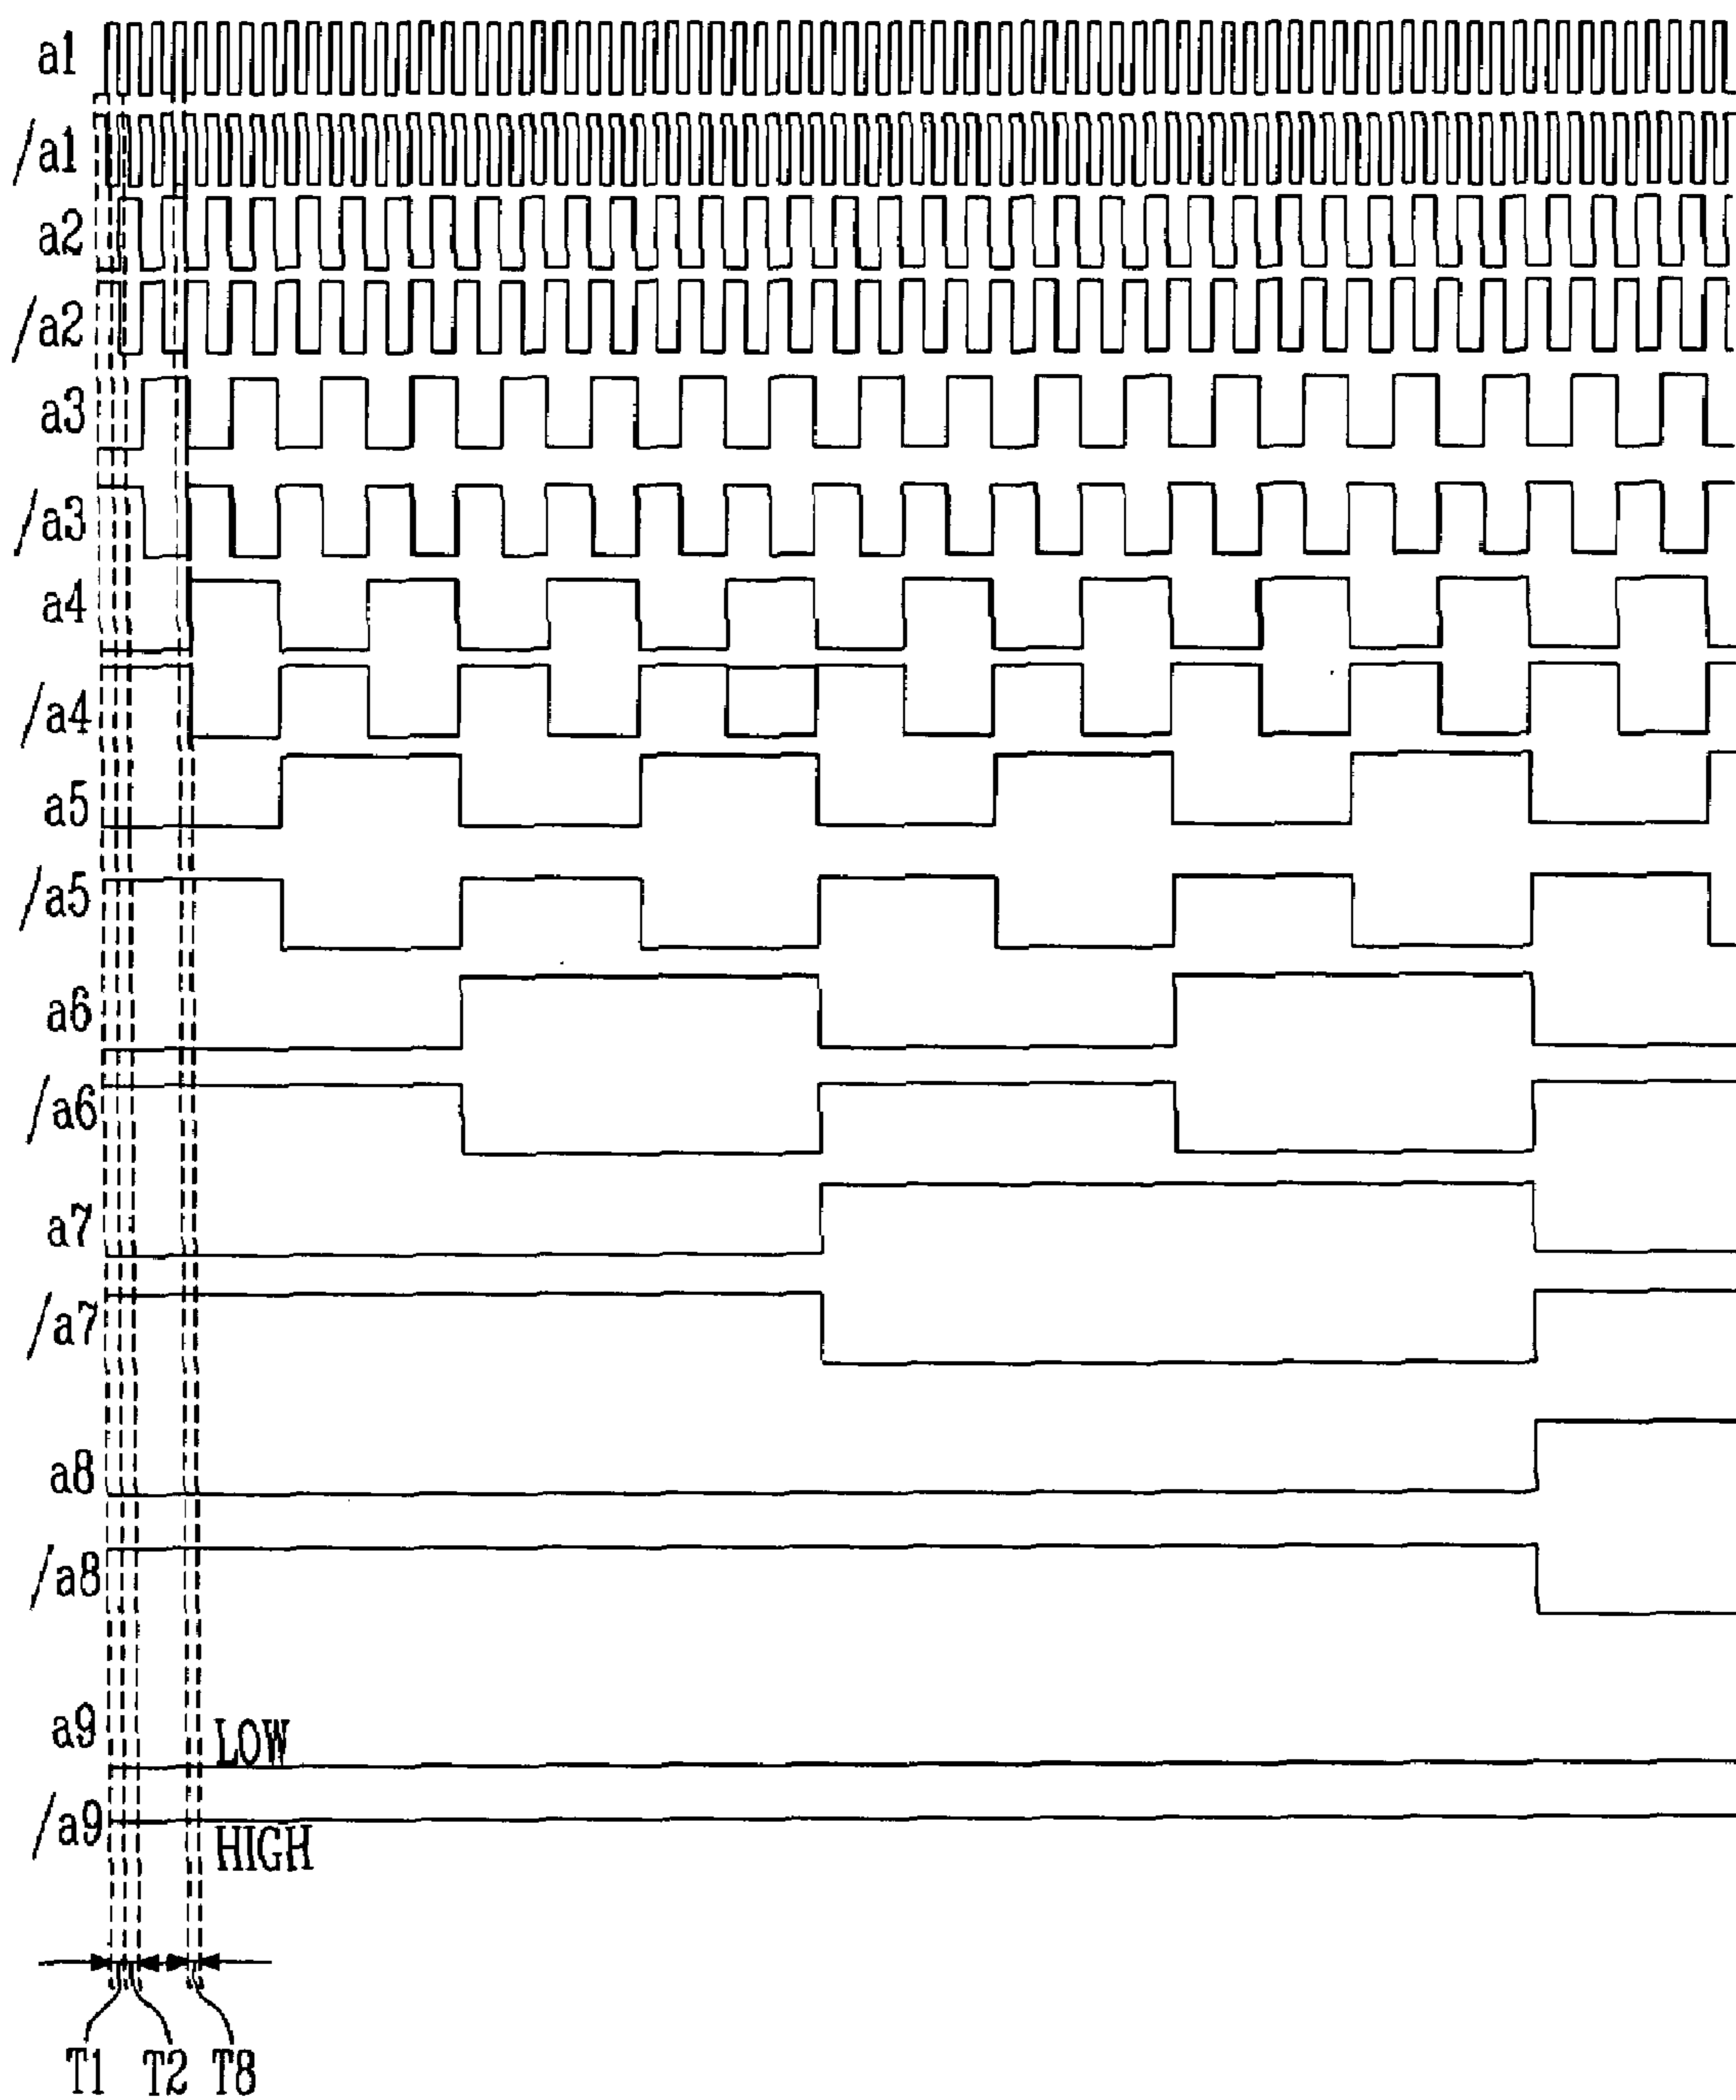 a1
/a1
a2
/a2
a3
/a3
a4
/a4
a5
/a5
a6
/a6
a7
/a7
a8
/a8
a9
LOW
/a9
HIGH
T1 T2 T8